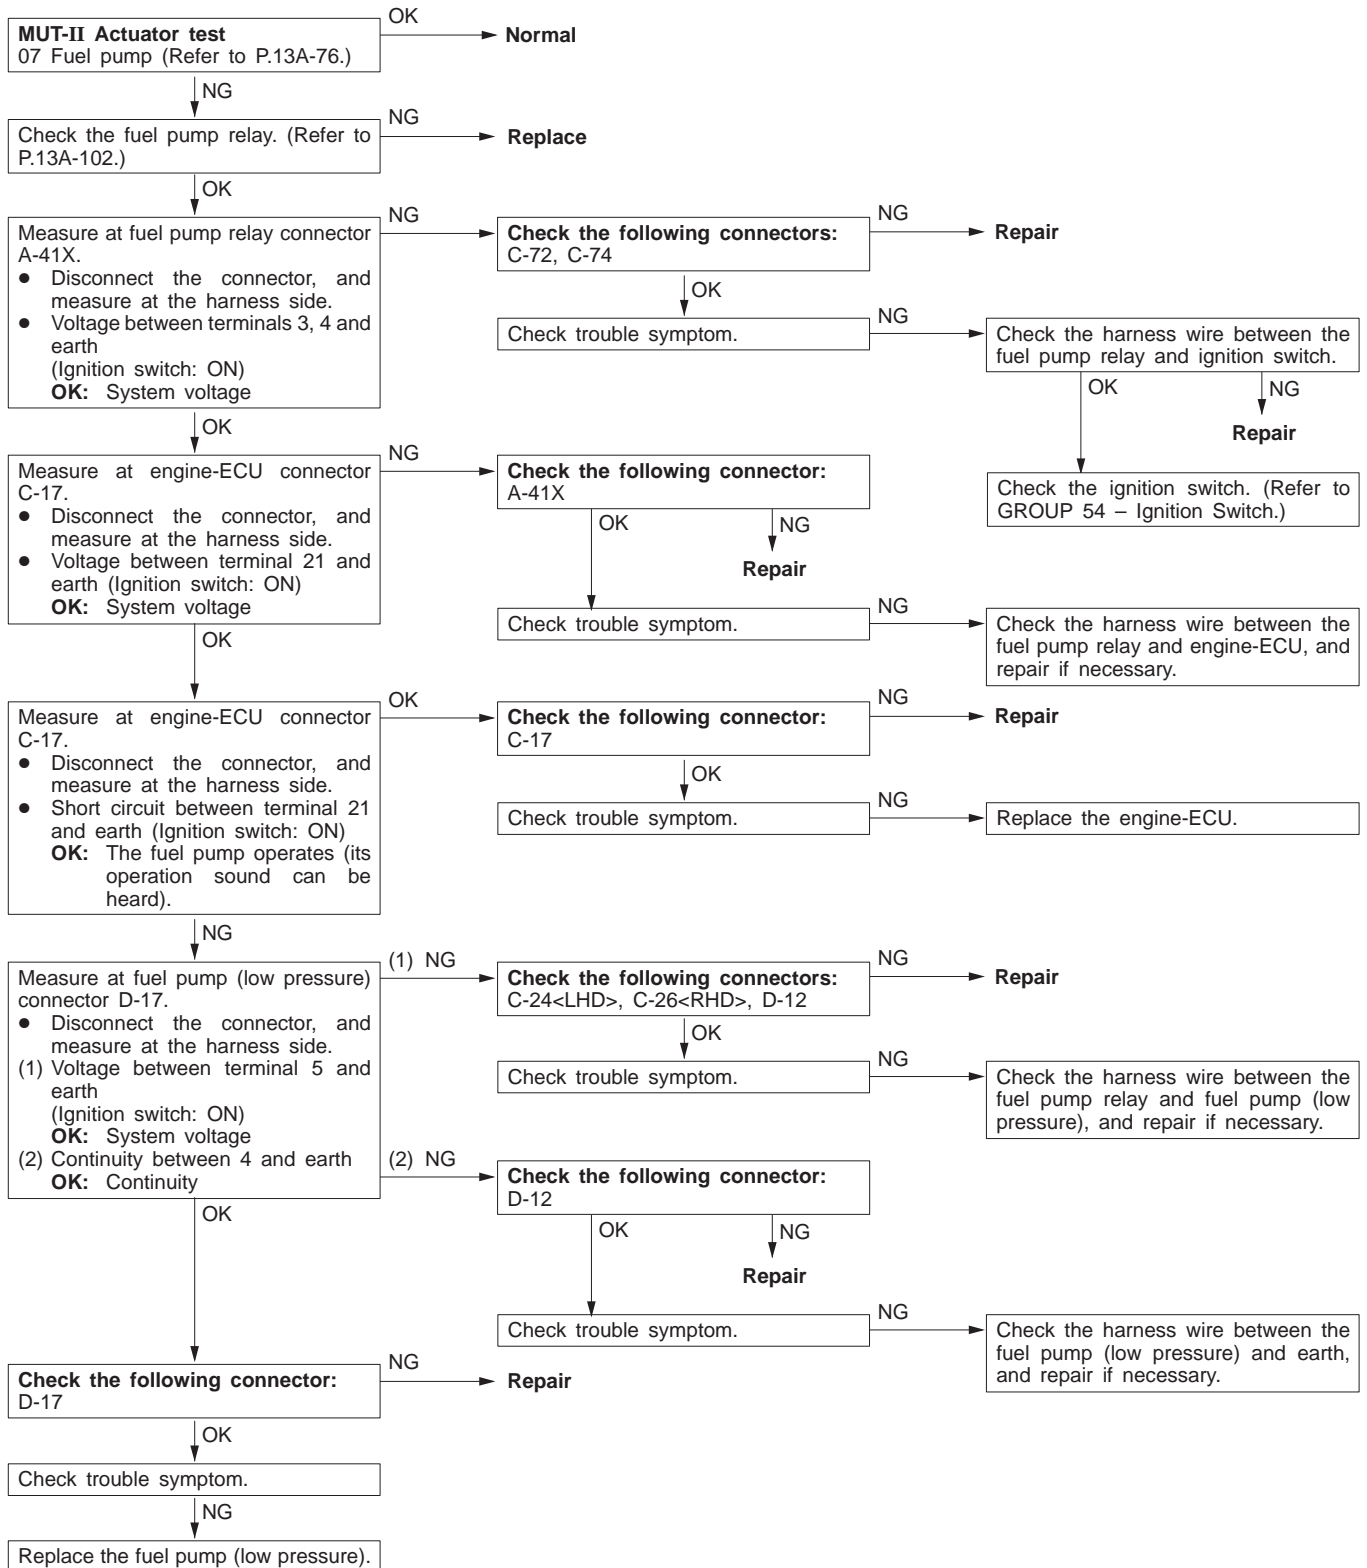 MUT-II Actuator test
07 Fuel pump (Refer to P.13A-76.)
OK
Normal
NG
Check the fuel pump relay. (Refer to
P.13A-102.)
NG
Replace
OK
Measure at fuel pump relay connector
A-41X.
● Disconnect the connector, and
measure at the harness side.
● Voltage between terminals 3, 4 and
earth
(Ignition switch: ON)
OK: System voltage
NG
Check the following connectors:
C-72, C-74
NG
Repair
OK
Check trouble symptom.
NG
Check the harness wire between the
fuel pump relay and ignition switch.
OK
NG
Repair
Check the ignition switch. (Refer to
GROUP 54 – Ignition Switch.)
OK
Measure at engine-ECU connector
C-17.
● Disconnect the connector, and
measure at the harness side.
● Voltage between terminal 21 and
earth (Ignition switch: ON)
OK: System voltage
NG
Check the following connector:
A-41X
OK
NG
Repair
Check trouble symptom.
NG
Check the harness wire between the
fuel pump relay and engine-ECU, and
repair if necessary.
OK
Measure at engine-ECU connector
C-17.
● Disconnect the connector, and
measure at the harness side.
● Short circuit between terminal 21
and earth (Ignition switch: ON)
OK: The fuel pump operates (its
operation sound can be
heard).
OK
Check the following connector:
C-17
NG
Repair
OK
Check trouble symptom.
NG
Replace the engine-ECU.
NG
Measure at fuel pump (low pressure)
connector D-17.
● Disconnect the connector, and
measure at the harness side.
(1) Voltage between terminal 5 and
earth
(Ignition switch: ON)
OK: System voltage
(2) Continuity between 4 and earth
OK: Continuity
(1) NG
Check the following connectors:
C-24<LHD>, C-26<RHD>, D-12
NG
Repair
OK
Check trouble symptom.
NG
Check the harness wire between the
fuel pump relay and fuel pump (low
pressure), and repair if necessary.
(2) NG
Check the following connector:
D-12
OK
NG
Repair
Check trouble symptom.
NG
Check the harness wire between the
fuel pump (low pressure) and earth,
and repair if necessary.
OK
Check the following connector:
D-17
NG
Repair
OK
Check trouble symptom.
NG
Replace the fuel pump (low pressure).